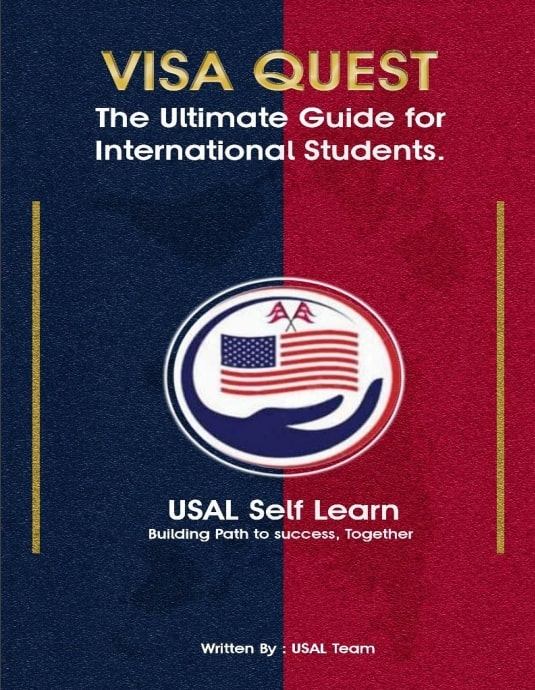 VISA QUEST
The Ultimate Guide for
International Students.
USAL Self Learn
Building Path to success, Together
Written By : USAL Team